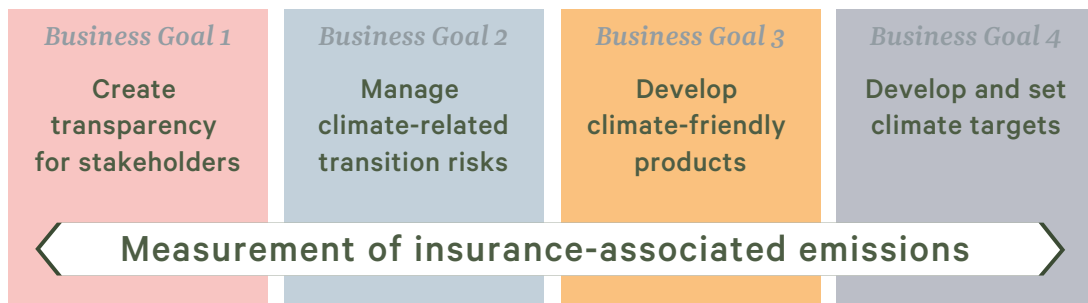 Business Goal 1
Create
transparency
for stakeholders
Business Goal 2
Manage
climate-related
transition risks
Business Goal 3
Develop
climate-friendly
products
Business Goal 4
Develop and set
climate targets
Measurement of insurance-associated emissions